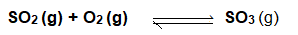 SO2 (g) + O2 (g) ⇌ SO3 (g)